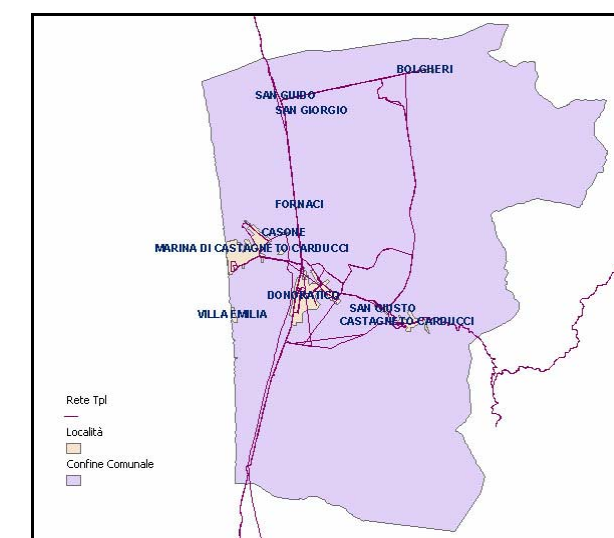 BOLGHERI
SAN GUIDO
SAN GIORGIO
FORNACI
CASONE
MARINA DI CASTAGNETO CARDUCCI
DONORATICO
VILLA EMILIA
SAN GIUSTO
CASTAGNETO CARDUCCI
Rete Tpl
Località
Confine Comunale